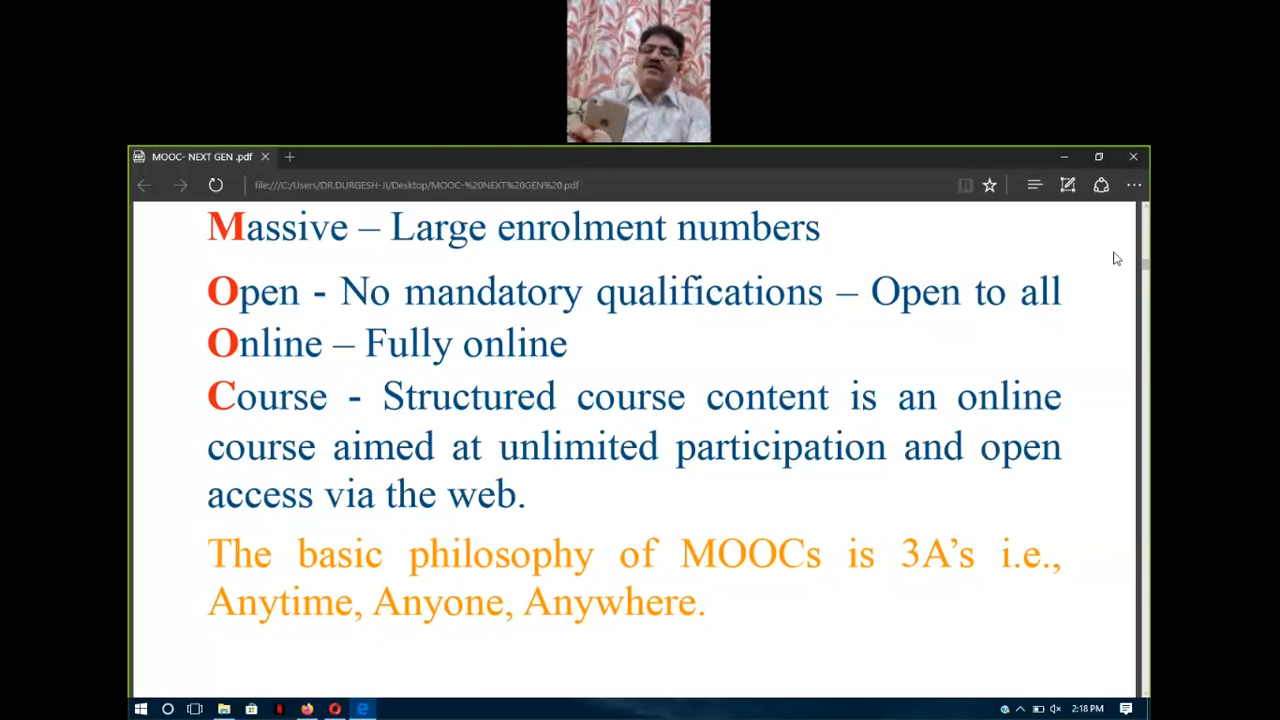 MOOC- NEXT GEN .pdf
file:///C:/Users/DR.DURGESH-Ji/Desktop/MOOC-%20NEXT%20GEN%20.pdf
Massive – Large enrolment numbers
Open - No mandatory qualifications – Open to all
Online – Fully online
Course - Structured course content is an online
course aimed at unlimited participation and open
access via the web.
The basic philosophy of MOOCs is 3A’s i.e.,
Anytime, Anyone, Anywhere.
2:18 PM